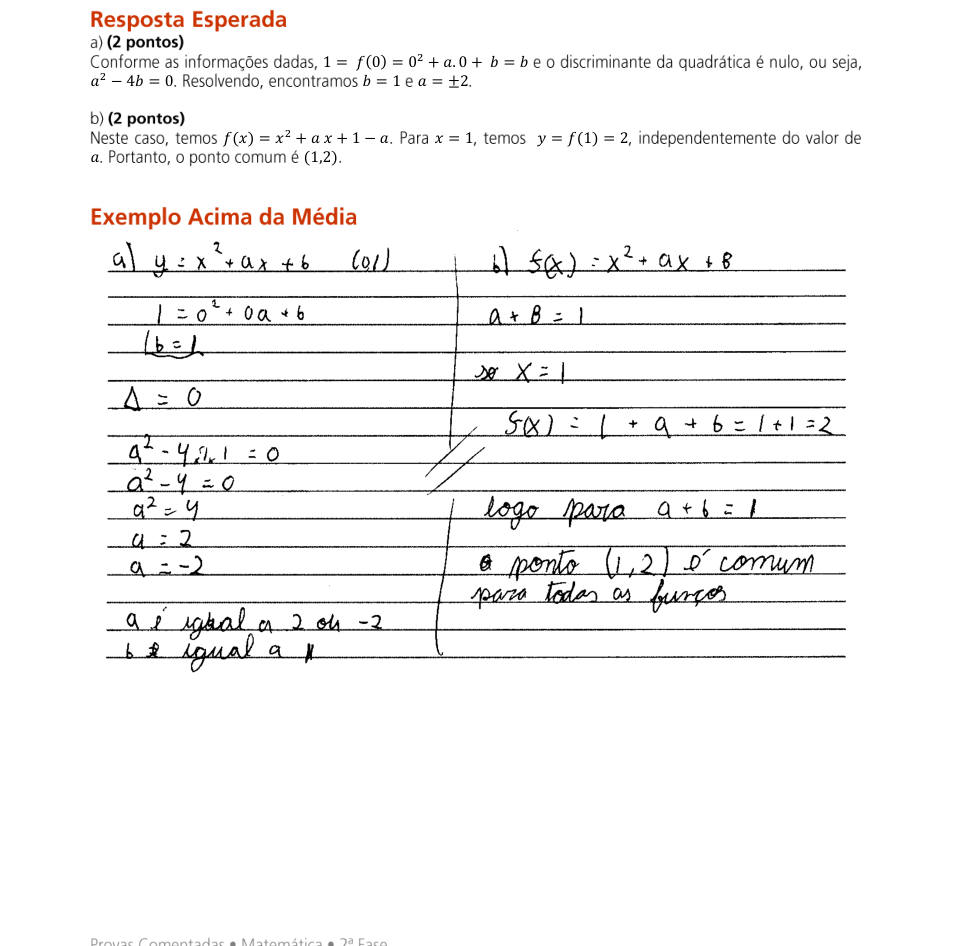 Resposta Esperada
a) (2 pontos)
Conforme as informações dadas, 1 = f(0) = 0² + a.0 + b = b e o discriminante da quadrática é nulo, ou seja,
a² − 4b = 0. Resolvendo, encontramos b = 1 e a = ±2.
b) (2 pontos)
Neste caso, temos f(x) = x² + a x + 1 − a. Para x = 1, temos y = f(1) = 2, independentemente do valor de
a. Portanto, o ponto comum é (1,2).
Exemplo Acima da Média
a) y = x² + ax + b (0,1)
1 = 0² + 0a + b
b = 1
Δ = 0
a² - 4.1.1 = 0
a² - 4 = 0
a² = 4
a = 2
a = -2
a é igual a 2 ou -2
b é igual a 1
b) f(x) = x² + ax + B
a + B = 1
se x = 1
f(x) = 1 + a + b = 1 + 1 = 2
logo para a + b = 1
o ponto (1,2) é comum
para todas as funções
Provas Comentadas • Matemática • 2ª Fase